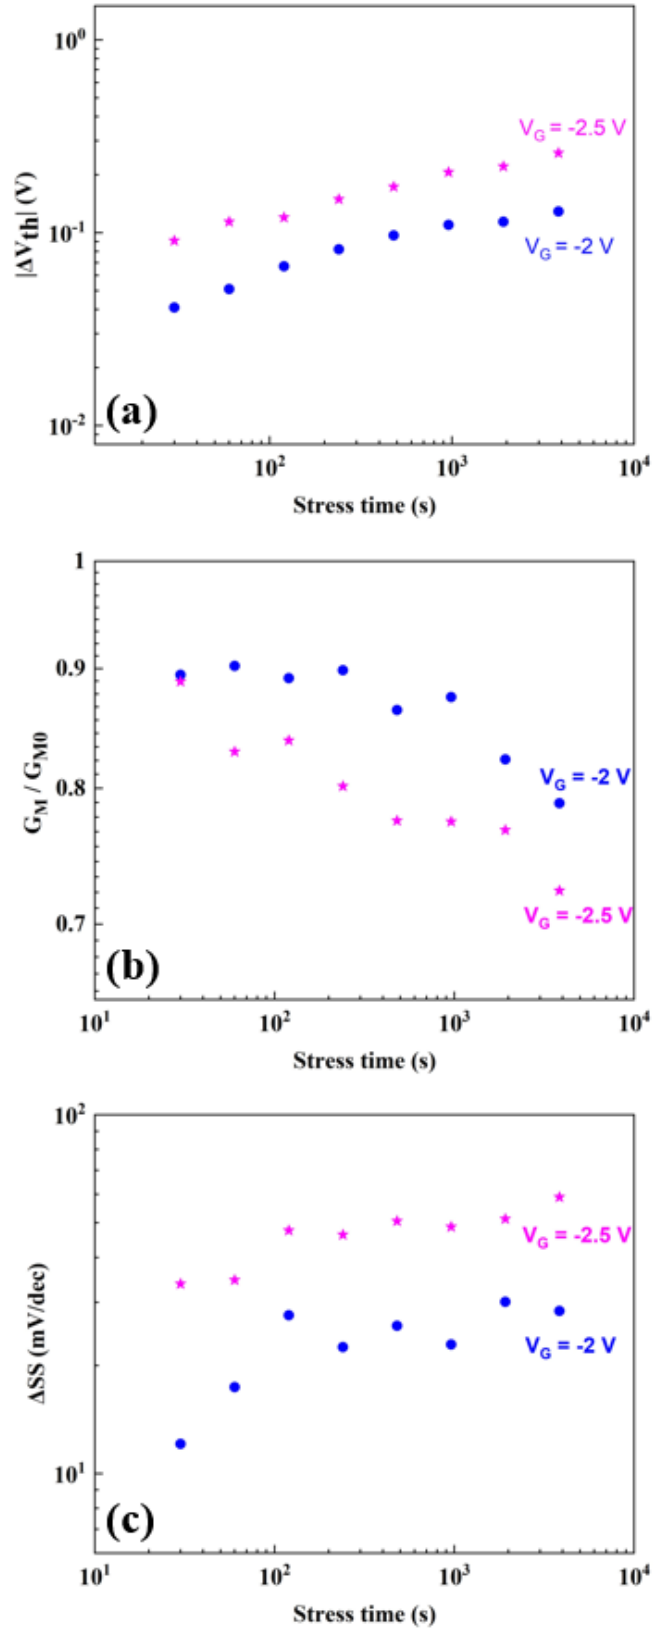 10⁰
V_G = -2.5 V
|ΔVth| (V)
10⁻¹
V_G = -2 V
10⁻²
(a)
10² 10³ 10⁴
Stress time (s)
1
0.9
G_M / G_M0
0.8
V_G = -2 V
V_G = -2.5 V
0.7
(b)
10¹ 10² 10³ 10⁴
Stress time (s)
10²
V_G = -2.5 V
ΔSS (mV/dec)
V_G = -2 V
10¹
(c)
10¹ 10² 10³ 10⁴
Stress time (s)